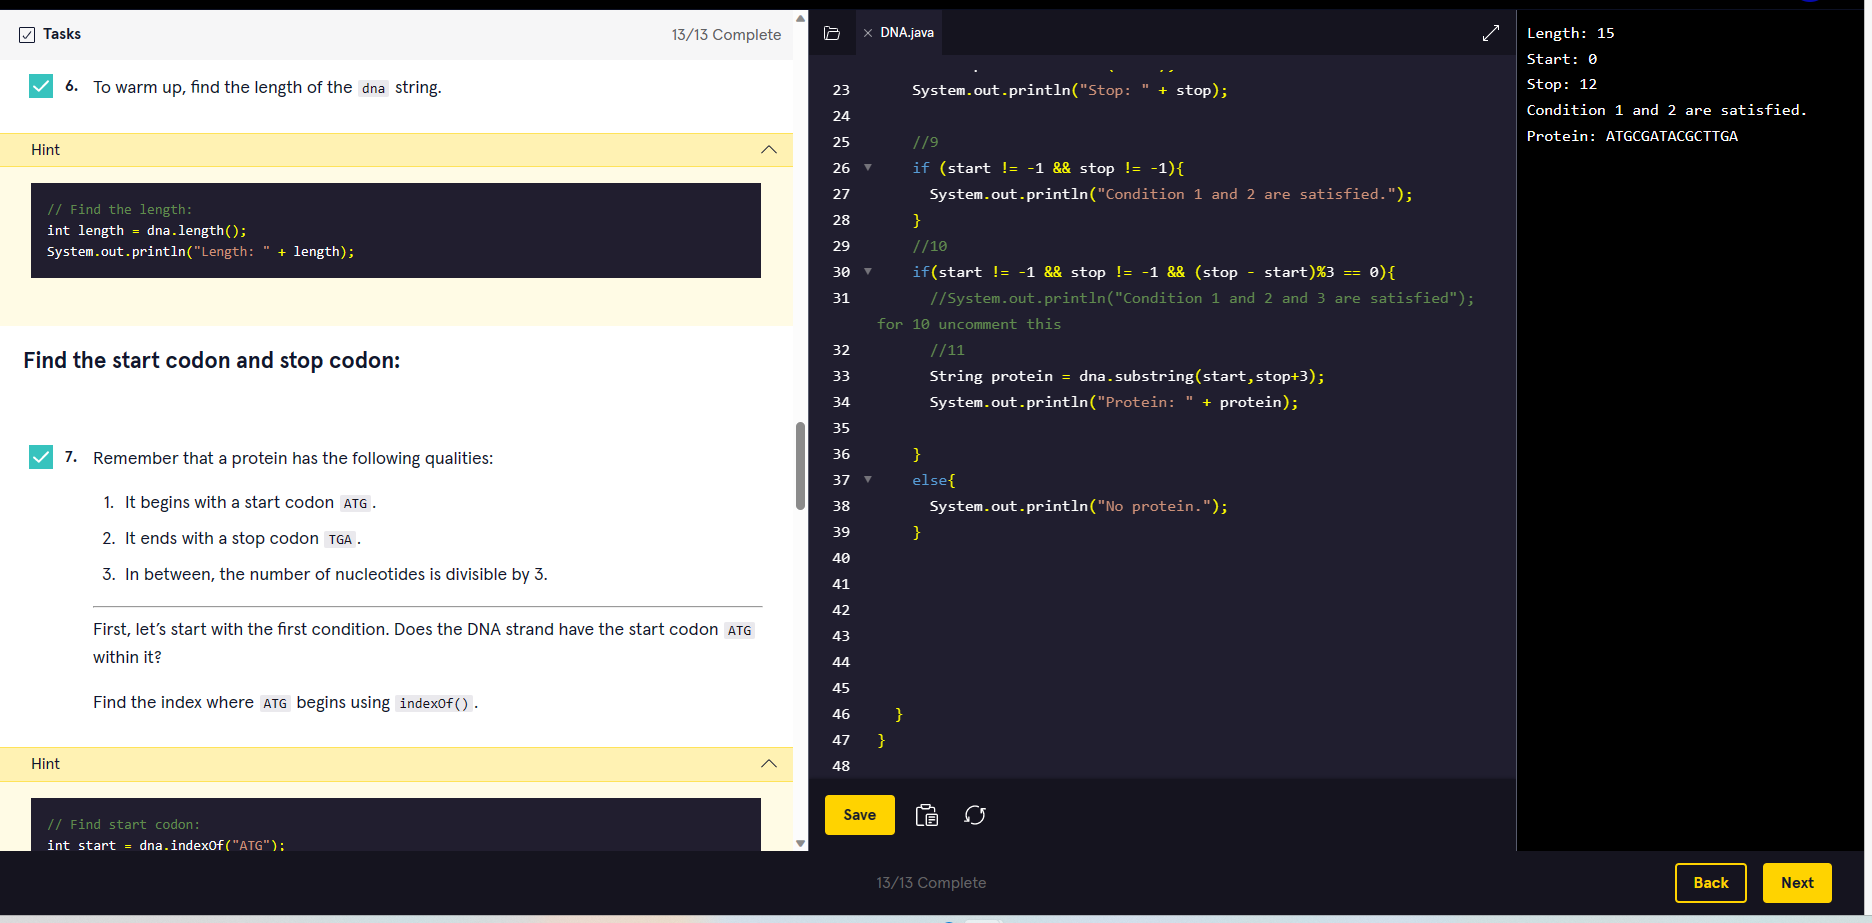 Tasks
13/13 Complete
6. To warm up, find the length of the dna string.
Hint
// Find the length:
int length = dna.length();
System.out.println("Length: " + length);
Find the start codon and stop codon:
7. Remember that a protein has the following qualities:
1. It begins with a start codon ATG.
2. It ends with a stop codon TGA.
3. In between, the number of nucleotides is divisible by 3.
First, let’s start with the first condition. Does the DNA strand have the start codon ATG
within it?
Find the index where ATG begins using indexOf().
Hint
// Find start codon:
int start = dna.indexOf("ATG");
DNA.java
23 System.out.println("Stop: " + stop);
24
25 //9
26 if (start != -1 && stop != -1){
27 System.out.println("Condition 1 and 2 are satisfied.");
28 }
29 //10
30 if(start != -1 && stop != -1 && (stop - start)%3 == 0){
31 //System.out.println("Condition 1 and 2 and 3 are satisfied");
for 10 uncomment this
32 //11
33 String protein = dna.substring(start,stop+3);
34 System.out.println("Protein: " + protein);
35
36 }
37 else{
38 System.out.println("No protein.");
39 }
40
41
42
43
44
45
46 }
47 }
48
Save
Length: 15
Start: 0
Stop: 12
Condition 1 and 2 are satisfied.
Protein: ATGCGATACGCTTGA
13/13 Complete
Back
Next